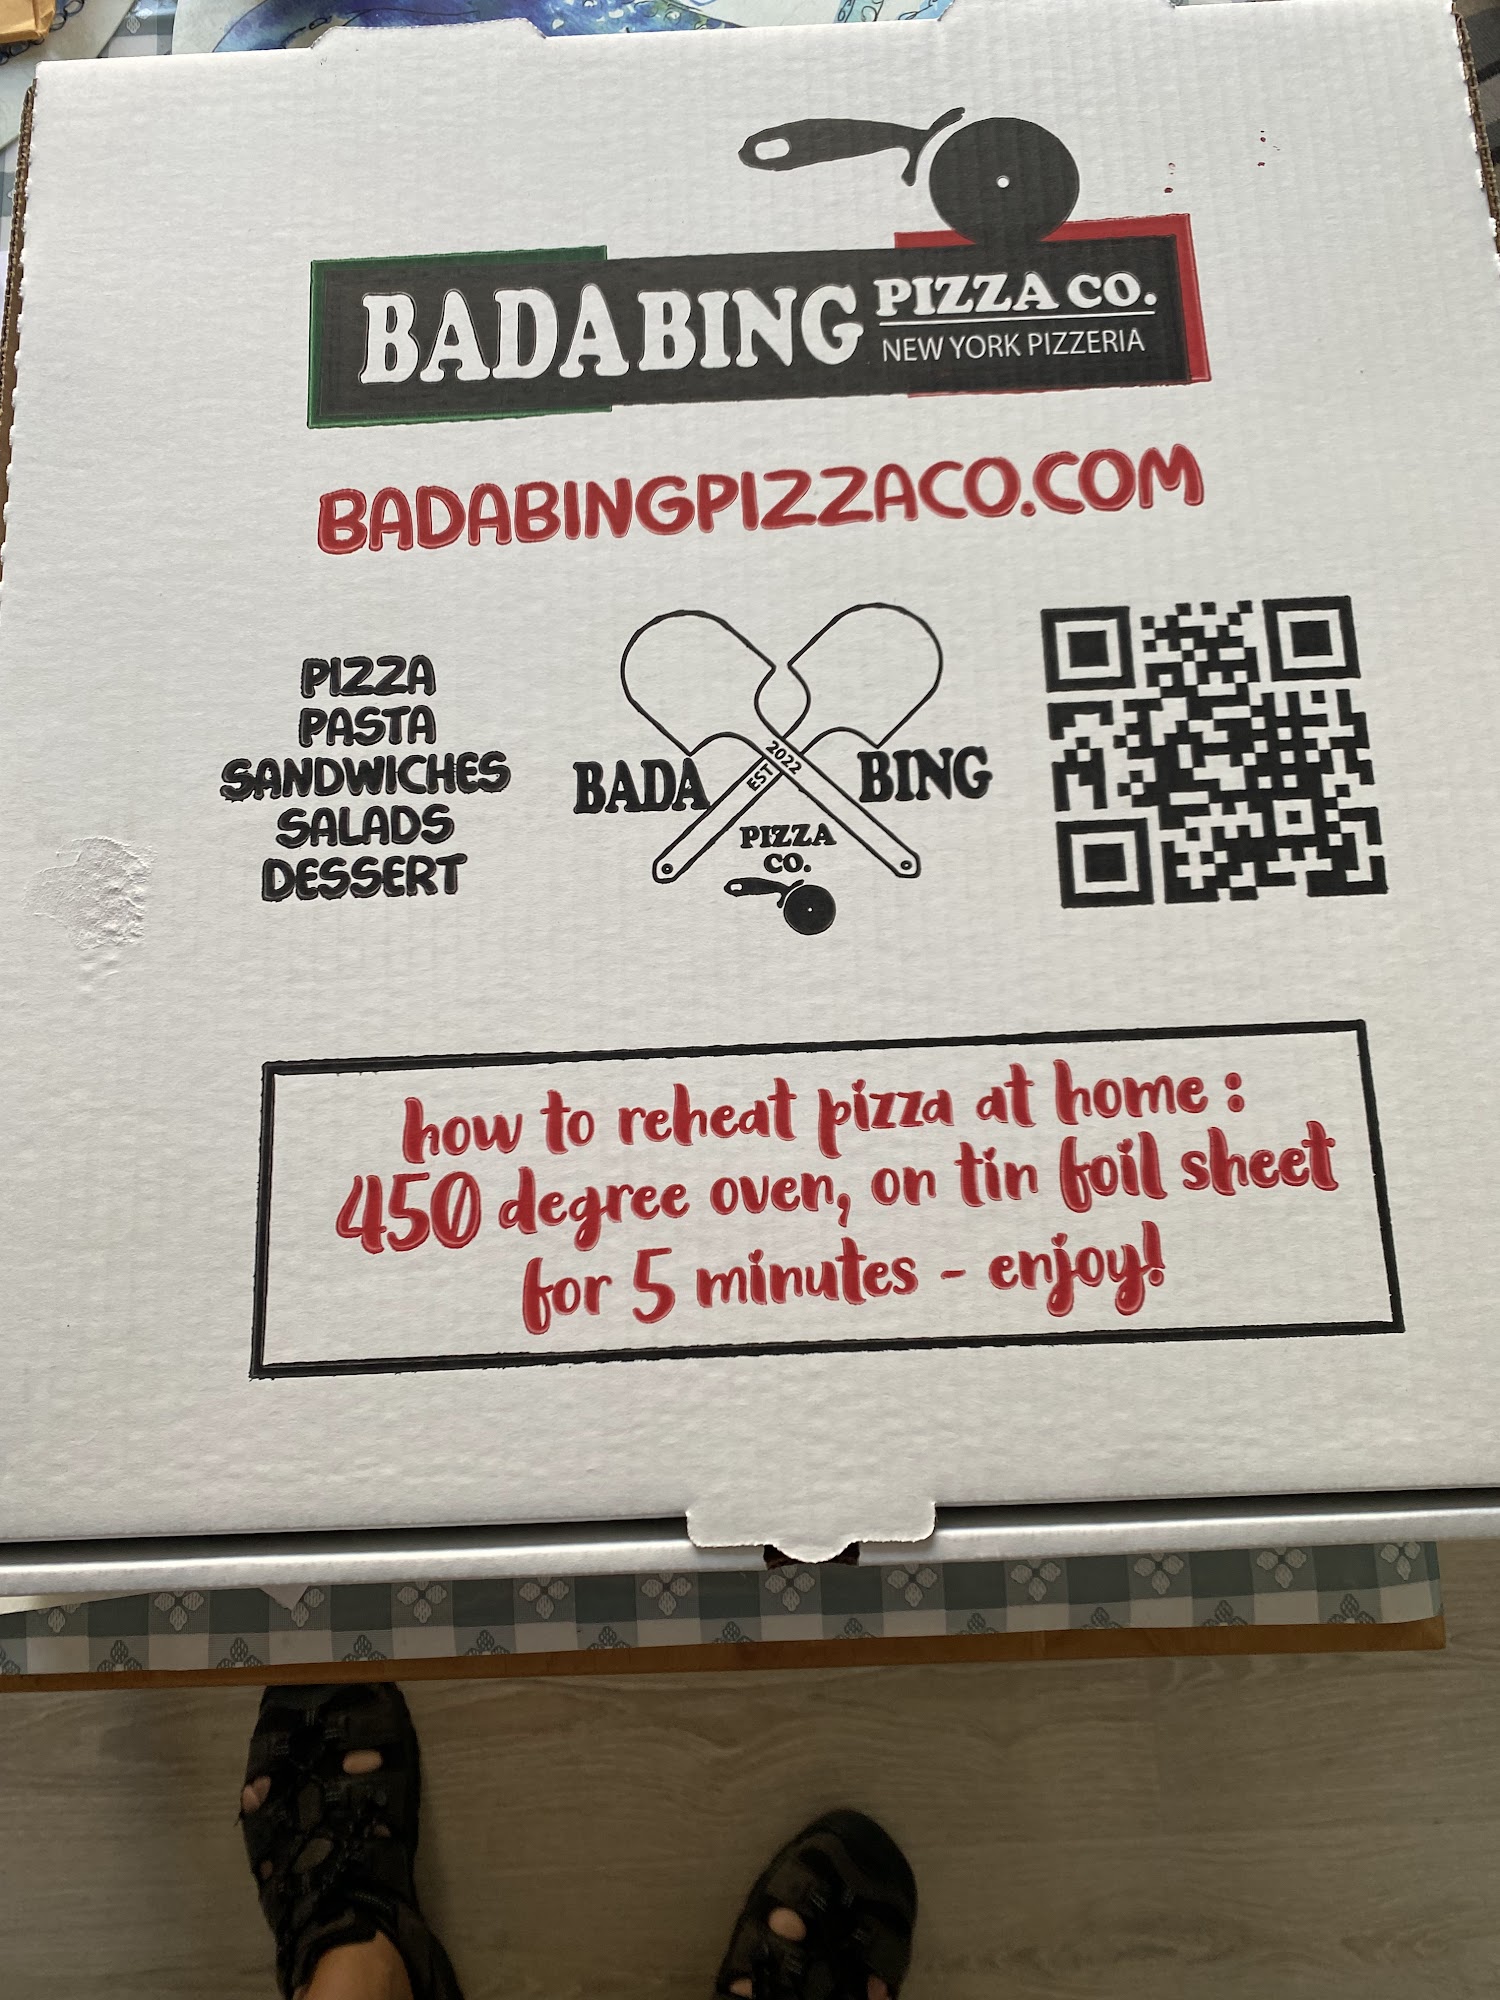 BADA BING PIZZA CO.
NEW YORK PIZZERIA
BADABINGPIZZACO.COM
PIZZA
PASTA
SANDWICHES
SALADS
DESSERT
BADA BING
EST 2022
PIZZA
CO.
how to reheat pizza at home :
450 degree oven, on tin foil sheet
for 5 minutes - enjoy!